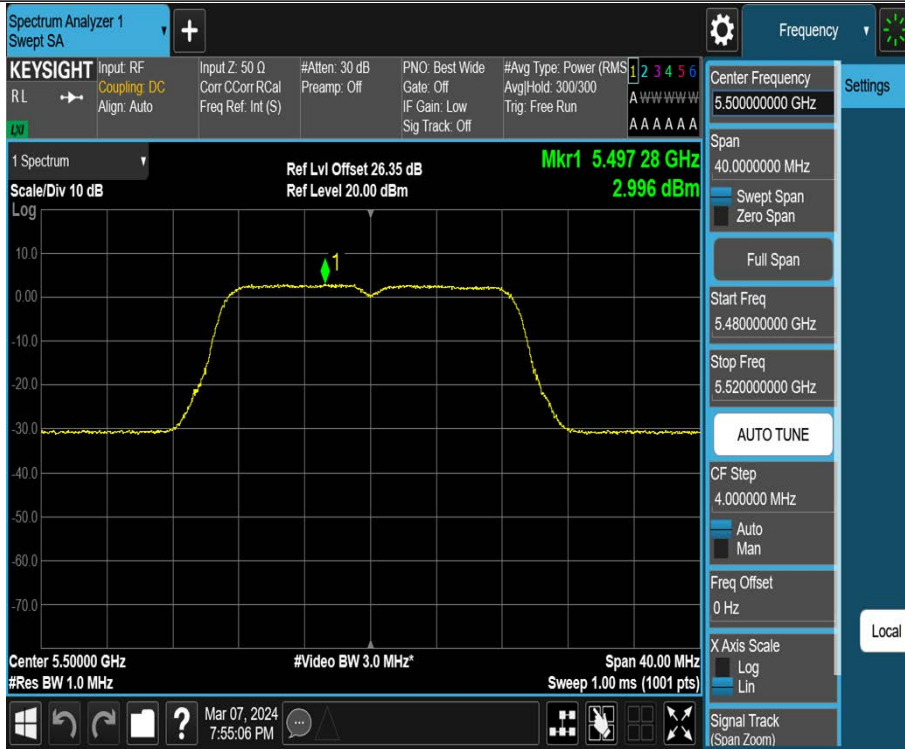 Spectrum Analyzer 1
Swept SA
+
Frequency
KEYSIGHT
R L
LXI
Input: RF
Coupling: DC
Align: Auto
Input Z: 50 Ω
Corr CCorr RCal
Freq Ref: Int (S)
#Atten: 30 dB
Preamp: Off
PNO: Best Wide
Gate: Off
IF Gain: Low
Sig Track: Off
#Avg Type: Power (RMS
Avg|Hold: 300/300
Trig: Free Run
1 2 3 4 5 6
A W W W W W
A A A A A A
1 Spectrum
Scale/Div 10 dB
Ref Lvl Offset 26.35 dB
Ref Level 20.00 dBm
Mkr1 5.497 28 GHz
2.996 dBm
Log
10.0
0.00
-10.0
-20.0
-30.0
-40.0
-50.0
-60.0
-70.0
1
Center 5.50000 GHz
#Res BW 1.0 MHz
#Video BW 3.0 MHz*
Span 40.00 MHz
Sweep 1.00 ms (1001 pts)
?
Mar 07, 2024
7:55:06 PM
Center Frequency
5.500000000 GHz
Span
40.0000000 MHz
Swept Span
Zero Span
Full Span
Start Freq
5.480000000 GHz
Stop Freq
5.520000000 GHz
AUTO TUNE
CF Step
4.000000 MHz
Auto
Man
Freq Offset
0 Hz
X Axis Scale
Log
Lin
Signal Track
(Span Zoom)
Settings
Local